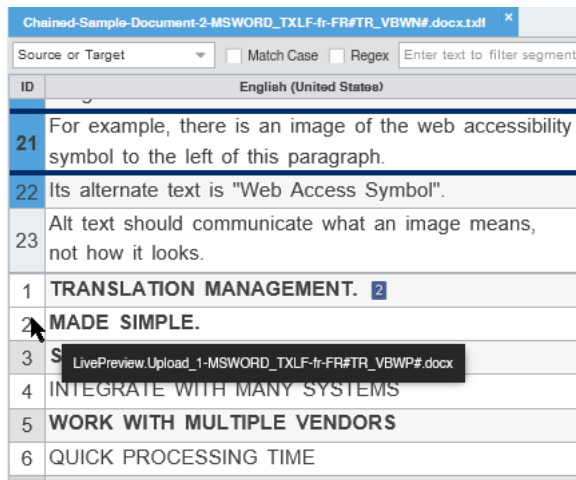 Chained-Sample-Document-2-MSWORD_TXLF-fr-FR#TR_VBWN#.docx.txlf ×
Source or Target Match Case Regex Enter text to filter segment
ID English (United States)
21 For example, there is an image of the web accessibility
symbol to the left of this paragraph.
22 Its alternate text is "Web Access Symbol".
23 Alt text should communicate what an image means,
not how it looks.
1 TRANSLATION MANAGEMENT. 2
2 MADE SIMPLE.
3 S
LivePreview.Upload_1-MSWORD_TXLF-fr-FR#TR_VBWP#.docx
4 INTEGRATE WITH MANY SYSTEMS
5 WORK WITH MULTIPLE VENDORS
6 QUICK PROCESSING TIME